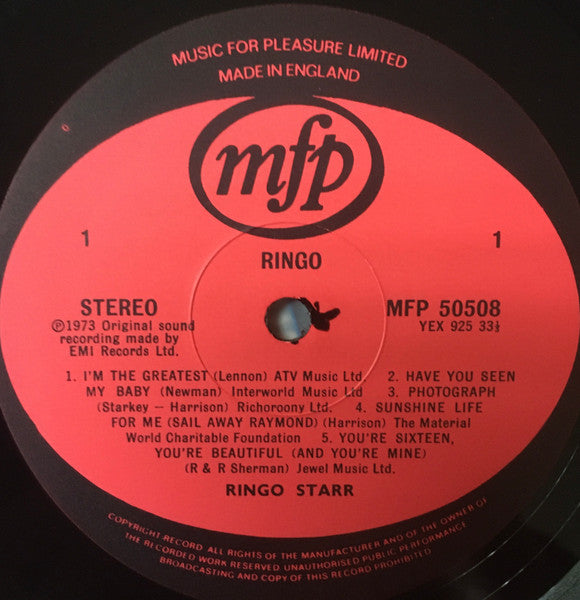 MUSIC FOR PLEASURE LIMITED
MADE IN ENGLAND
mfp
1
1
RINGO
STEREO
MFP 50508
℗1973 Original sound
recording made by
EMI Records Ltd.
YEX 925 33⅓
1. I'M THE GREATEST (Lennon) ATV Music Ltd. 2. HAVE YOU SEEN
MY BABY (Newman) Interworld Music Ltd. 3. PHOTOGRAPH
(Starkey — Harrison) Richoroony Ltd. 4. SUNSHINE LIFE
FOR ME (SAIL AWAY RAYMOND) (Harrison) The Material
World Charitable Foundation 5. YOU'RE SIXTEEN,
YOU'RE BEAUTIFUL (AND YOU'RE MINE)
(R & R Sherman) Jewel Music Ltd.
RINGO STARR
COPYRIGHT RECORD ALL RIGHTS OF THE MANUFACTURER AND OF THE OWNER OF
THE RECORDED WORK RESERVED UNAUTHORISED PUBLIC PERFORMANCE
BROADCASTING AND COPY OF THIS RECORD PROHIBITED